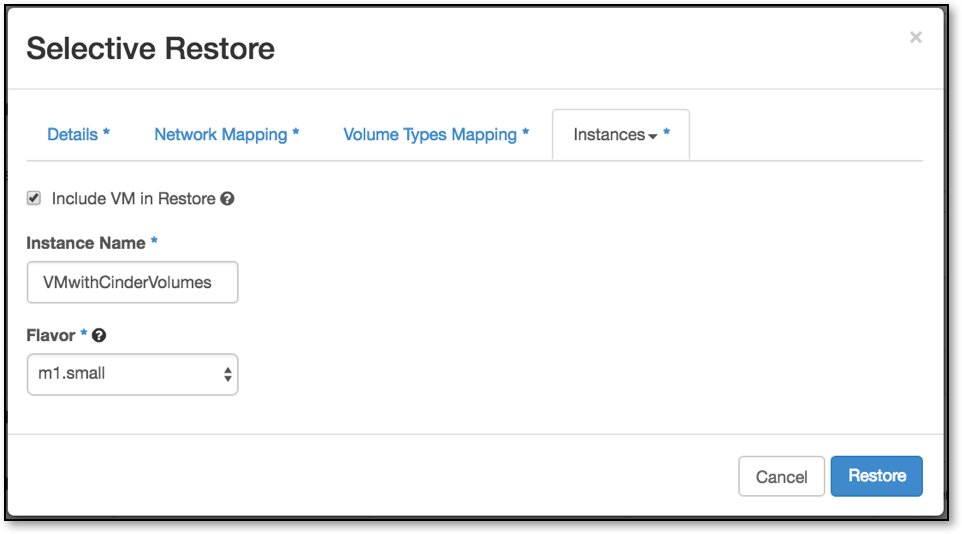 Selective Restore
×
Details *
Network Mapping *
Volume Types Mapping *
Instances *
Include VM in Restore ?
Instance Name *
VMwithCinderVolumes
Flavor * ?
m1.small
Cancel
Restore